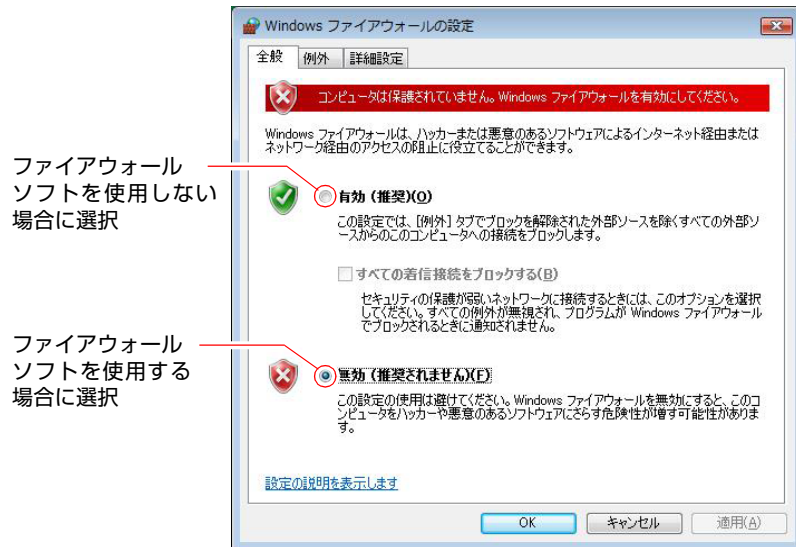 Windows ファイアウォールの設定
全般
例外
詳細設定
コンピュータは保護されていません。Windows ファイアウォールを有効にしてください。
Windows ファイアウォールは、ハッカーまたは悪意のあるソフトウェアによるインターネット経由または
ネットワーク経由のアクセスの阻止に役立てることができます。
ファイアウォール
ソフトを使用しない
場合に選択
有効（推奨）(O)
この設定では、[例外] タブでブロックを解除された外部ソースを除くすべての外部ソ
ースからのこのコンピュータへの接続をブロックします。
すべての着信接続をブロックする(B)
セキュリティの保護が弱いネットワークに接続するときには、このオプションを選択
してください。すべての例外が無視され、プログラムが Windows ファイアウォール
でブロックされるときに通知されません。
ファイアウォール
ソフトを使用する
場合に選択
無効（推奨されません）(F)
この設定の使用は避けてください。Windows ファイアウォールを無効にすると、このコ
ンピュータをハッカーや悪意のあるソフトウェアにさらす危険性が増す可能性がありま
す。
設定の説明を表示します
OK
キャンセル
適用(A)